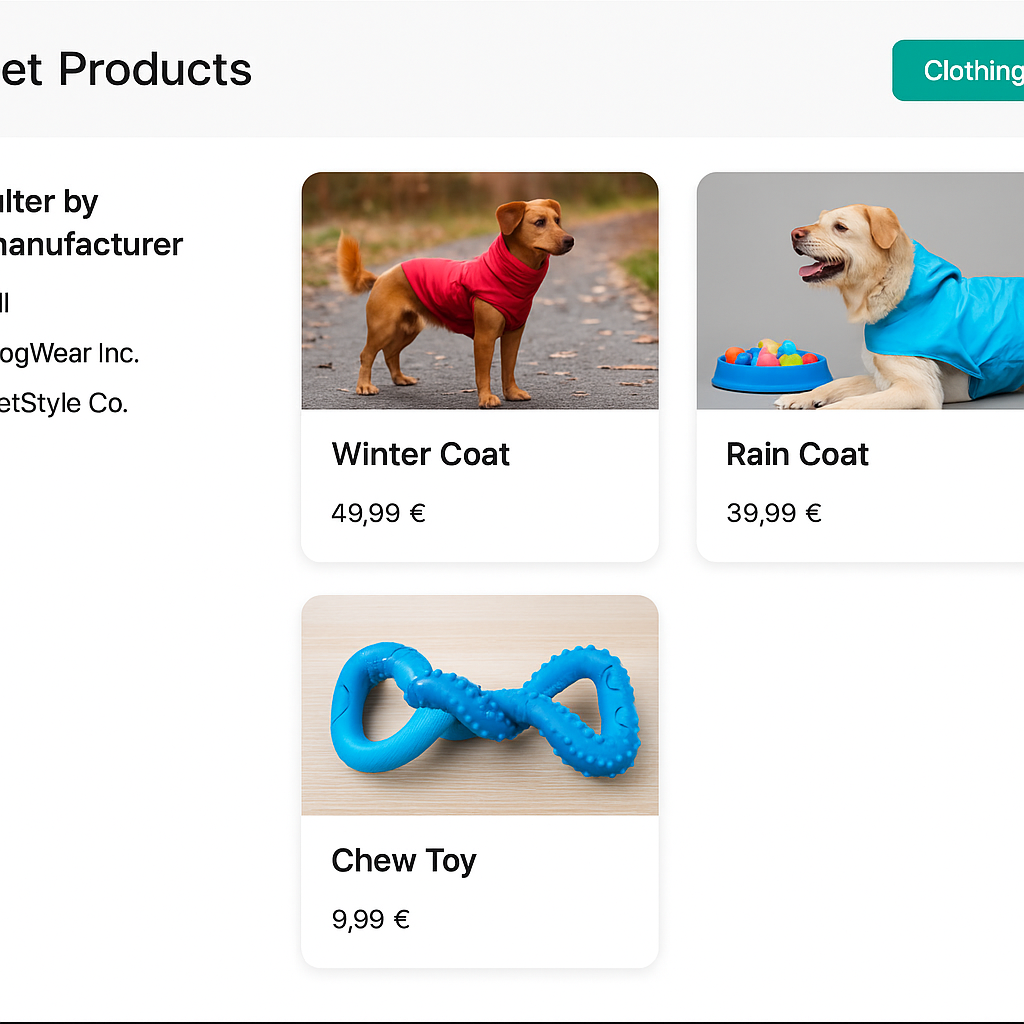 et Products
Clothing
ulter by
manufacturer
ll
ogWear Inc.
etStyle Co.
Winter Coat
49,99 €
Rain Coat
39,99 €
Chew Toy
9,99 €